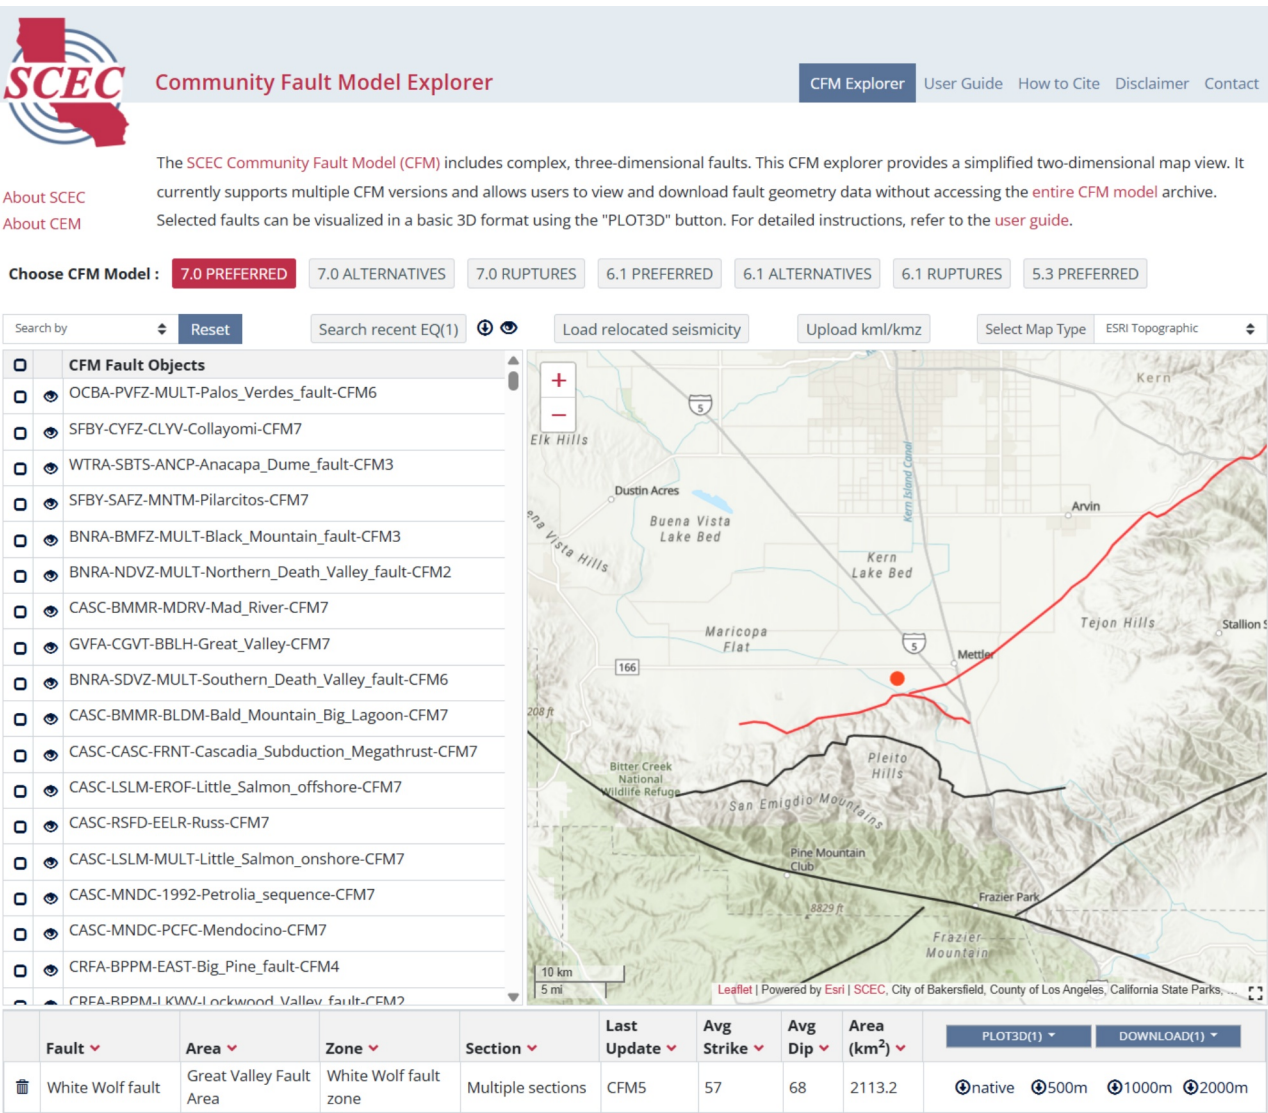 SCEC
Community Fault Model Explorer
CFM Explorer
User Guide
How to Cite
Disclaimer
Contact
About SCEC
About CEM
The SCEC Community Fault Model (CFM) includes complex, three-dimensional faults. This CFM explorer provides a simplified two-dimensional map view. It
currently supports multiple CFM versions and allows users to view and download fault geometry data without accessing the entire CFM model archive.
Selected faults can be visualized in a basic 3D format using the "PLOT3D" button. For detailed instructions, refer to the user guide.
Choose CFM Model :
7.0 PREFERRED
7.0 ALTERNATIVES
7.0 RUPTURES
6.1 PREFERRED
6.1 ALTERNATIVES
6.1 RUPTURES
5.3 PREFERRED
Search by
Reset
Search recent EQ(1)
Load relocated seismicity
Upload kml/kmz
Select Map Type
ESRI Topographic
CFM Fault Objects
OCBA-PVFZ-MULT-Palos_Verdes_fault-CFM6
SFBY-CYFZ-CLYV-Collayomi-CFM7
WTRA-SBTS-ANCP-Anacapa_Dume_fault-CFM3
SFBY-SAFZ-MNTM-Pilarcitos-CFM7
BNRA-BMFZ-MULT-Black_Mountain_fault-CFM3
BNRA-NDVZ-MULT-Northern_Death_Valley_fault-CFM2
CASC-BMMR-MDRV-Mad_River-CFM7
GVFA-CGVT-BBLH-Great_Valley-CFM7
BNRA-SDVZ-MULT-Southern_Death_Valley_fault-CFM6
CASC-BMMR-BLDM-Bald_Mountain_Big_Lagoon-CFM7
CASC-CASC-FRNT-Cascadia_Subduction_Megathrust-CFM7
CASC-LSLM-EROF-Little_Salmon_offshore-CFM7
CASC-RSFD-EELR-Russ-CFM7
CASC-LSLM-MULT-Little_Salmon_onshore-CFM7
CASC-MNDC-1992-Petrolia_sequence-CFM7
CASC-MNDC-PCFC-Mendocino-CFM7
CRFA-BPPM-EAST-Big_Pine_fault-CFM4
CRFA-BPPM-LKWV-Lockwood_Valley_fault-CFM2
+
−
Kern
5
Elk Hills
Dustin Acres
Buena Vista
Lake Bed
Kern Island Canal
Arvin
ena Vista Hills
Kern
Lake Bed
Maricopa
Flat
5
Tejon Hills
Stallion S
Mettler
166
208 ft
Bitter Creek
National
Wildlife Refuge
Pleito
Hills
San Emigdio Mountains
Pine Mountain
Club
8829 ft
Frazier Park
Frazier
Mountain
10 km
5 mi
Leaflet | Powered by Esri | SCEC, City of Bakersfield, County of Los Angeles, California State Parks, ...
Fault
Area
Zone
Section
Last
Update
Avg
Strike
Avg
Dip
Area
(km²)
PLOT3D(1)
DOWNLOAD(1)
White Wolf fault
Great Valley Fault
Area
White Wolf fault
zone
Multiple sections
CFM5
57
68
2113.2
native
500m
1000m
2000m